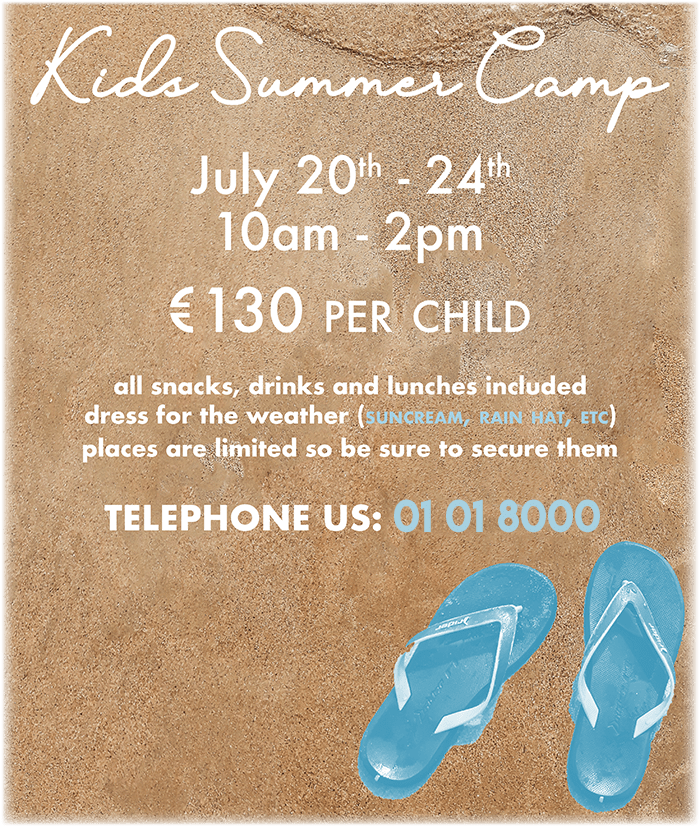 Kids Summer Camp
July 20th - 24th
10am - 2pm
€130 PER CHILD
all snacks, drinks and lunches included
dress for the weather (SUNCREAM, RAIN HAT, ETC)
places are limited so be sure to secure them
TELEPHONE US: 01 01 8000
rider
rider